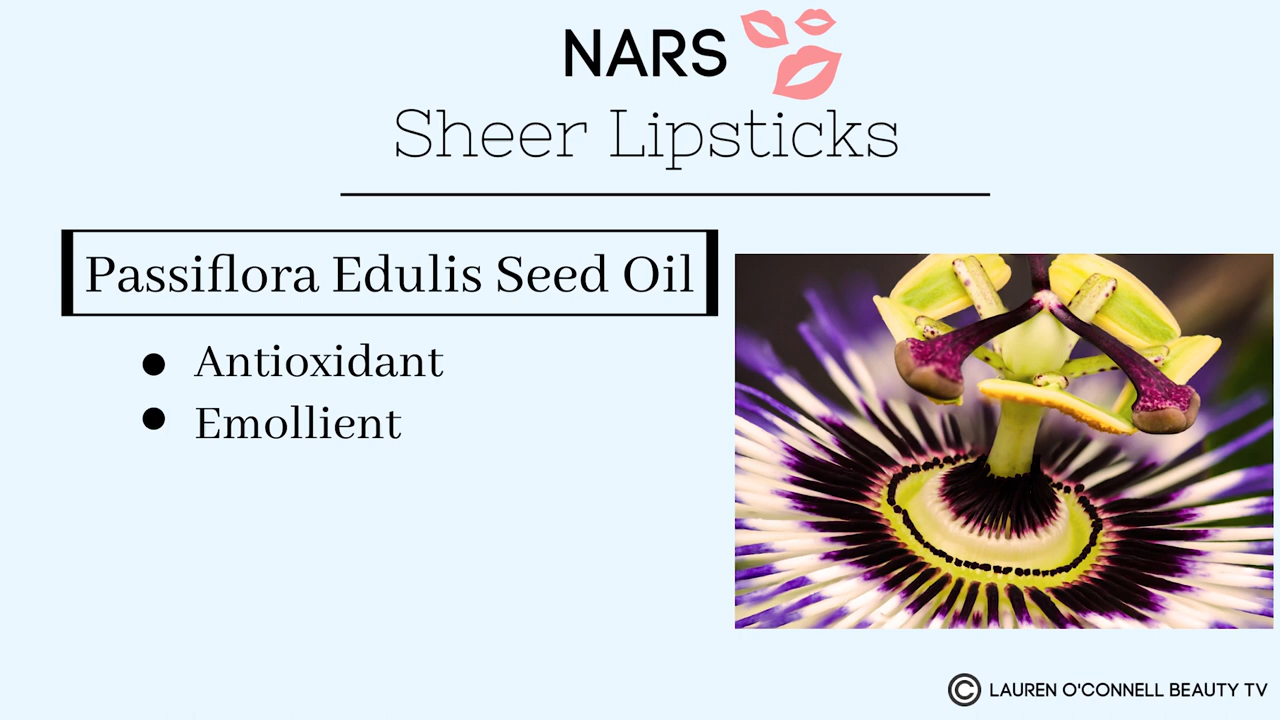 NARS
Sheer Lipsticks
Passiflora Edulis Seed Oil
● Antioxidant
● Emollient
© LAUREN O'CONNELL BEAUTY TV